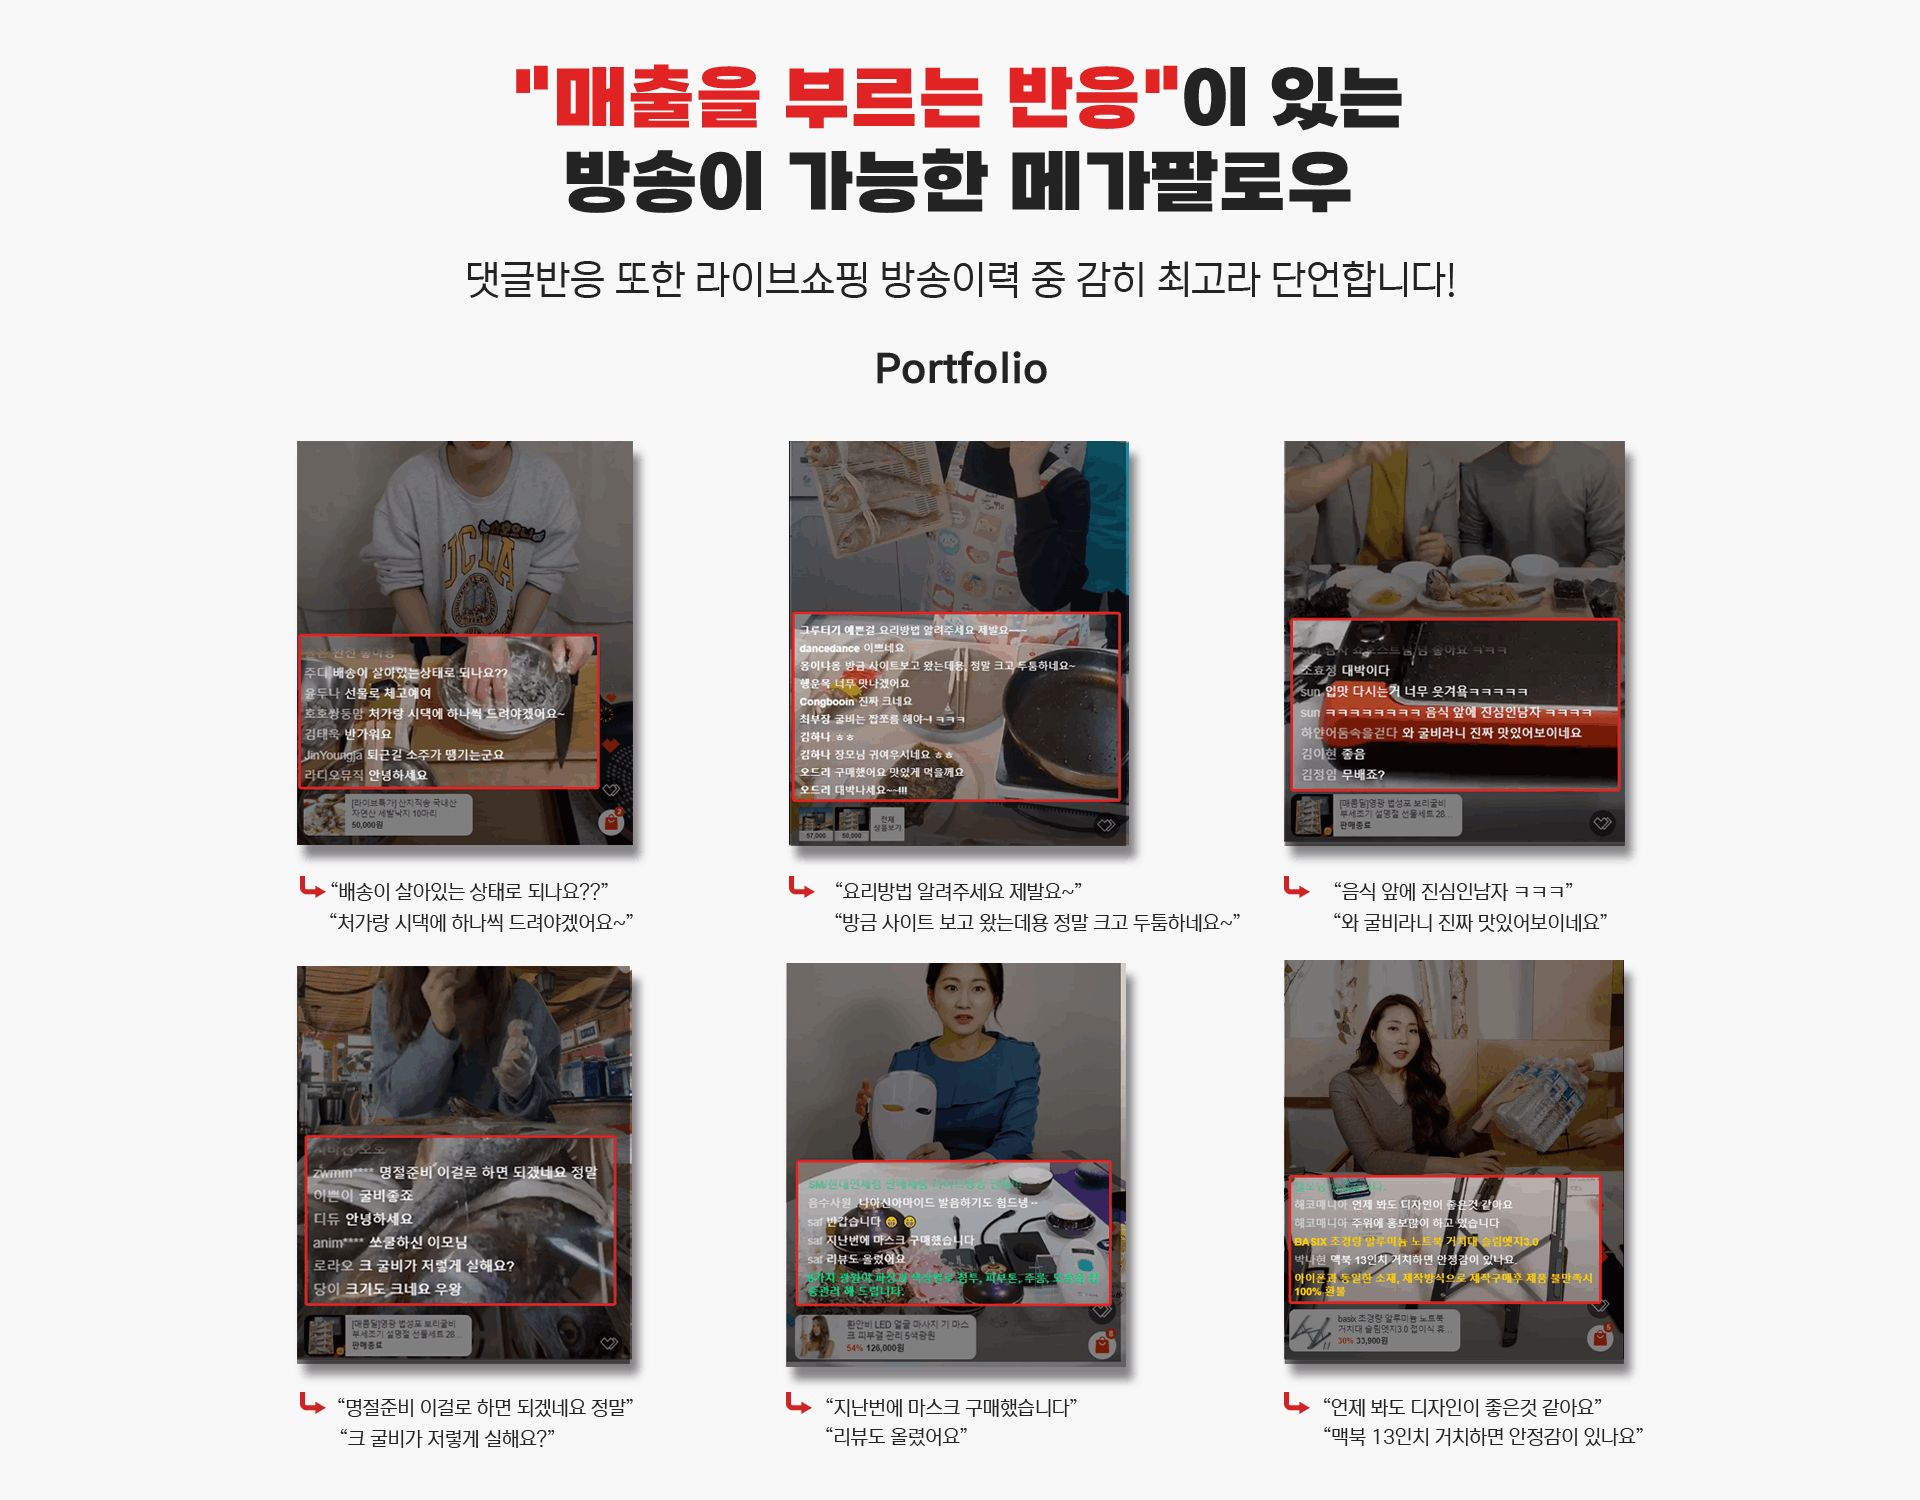 "매출을 부르는 반응"이 있는
방송이 가능한 메가팔로우
댓글반응 또한 라이브쇼핑 방송이력 중 감히 최고라 단언합니다!
Portfolio
UCLA
주디 배송이 살아있는상태로 되나요??
윤두나 선물로 체고예여
호호쌍둥맘 처가랑 시댁에 하나씩 드려야겠어요~
김태욱 반가워요
JinYoungja 퇴근길 소주가 땡기는군요
라디오뮤직 안녕하세요
[라이브특가] 산지직송 국내산
자연산 세발낙지 10마리
50,000원
2
“배송이 살아있는 상태로 되나요??”
“처가랑 시댁에 하나씩 드려야겠어요~”
그루터기 예쁜걸 요리방법 알려주세요 제발요~~~
dancedance 이쁘네요
옹이냐옹 방금 사이트보고 왔는데용, 정말 크고 두툼하네요~
행운목 너무 맛나겠어요
Congbooin 진짜 크네요
최부장 굴비는 짭쪼름 해야~! ㅋㅋㅋ
김하나 ㅎㅎ
김하나 장모님 귀여우시네요 ㅎㅎ
오드리 구매했어요 맛있게 먹을께요
오드리 대박나세요~~!!!
57,000
50,000
전체
상품보기
“요리방법 알려주세요 제발요~”
“방금 사이트 보고 왔는데용 정말 크고 두툼하네요~”
조효정 대박이다
sun 입맛 다시는거 너무 웃겨욬ㅋㅋㅋㅋㅋ
sun ㅋㅋㅋㅋㅋㅋㅋㅋ 음식 앞에 진심인남자 ㅋㅋㅋㅋ
하얀어둠속을걷다 와 굴비라니 진짜 맛있어보이네요
김이현 좋음
김정임 무배죠?
[매콤달]영광 법성포 보리굴비
부세조기 설명절 선물세트 28...
판매종료
“음식 앞에 진심인남자 ㅋㅋㅋ”
“와 굴비라니 진짜 맛있어보이네요”
zwmm**** 명절준비 이걸로 하면 되겠네요 정말
이쁜이 굴비좋죠
디듀 안녕하세요
anim**** 쏘쿨하신 이모님
로라오 크 굴비가 저렇게 실해요?
당이 크기도 크네요 우왕
[매콤달]영광 법성포 보리굴비
부세조기 설명절 선물세트 28...
판매종료
“명절준비 이걸로 하면 되겠네요 정말”
“크 굴비가 저렇게 실해요?”
음수사원 .니아신아마이드 발음하기도 힘드넹 --
saf 반갑습니다
saf 지난번에 마스크 구매했습니다
saf 리뷰도 올렸어요
환안비 LED 얼굴 마사지 기 마스
크 피부결 관리 5색광원
54% 126,000원
8
“지난번에 마스크 구매했습니다”
“리뷰도 올렸어요”
해코매니아 언제 봐도 디자인이 좋은것 같아요
해코매니아 주위에 홍보많이 하고 있습니다
BASIX 초경량 알루미늄 노트북 거치대 슬림엣지3.0
박나현 맥북 13인치 거치하면 안정감이 있나요.
아이폰과 동일한 소재, 제작방식으로 제작구매후 제품 불만족시
100% 환불
basix 초경량 알루미늄 노트북
거치대 슬림엣지3.0 접이식 휴...
30% 33,900원
5
“언제 봐도 디자인이 좋은것 같아요”
“맥북 13인치 거치하면 안정감이 있나요”